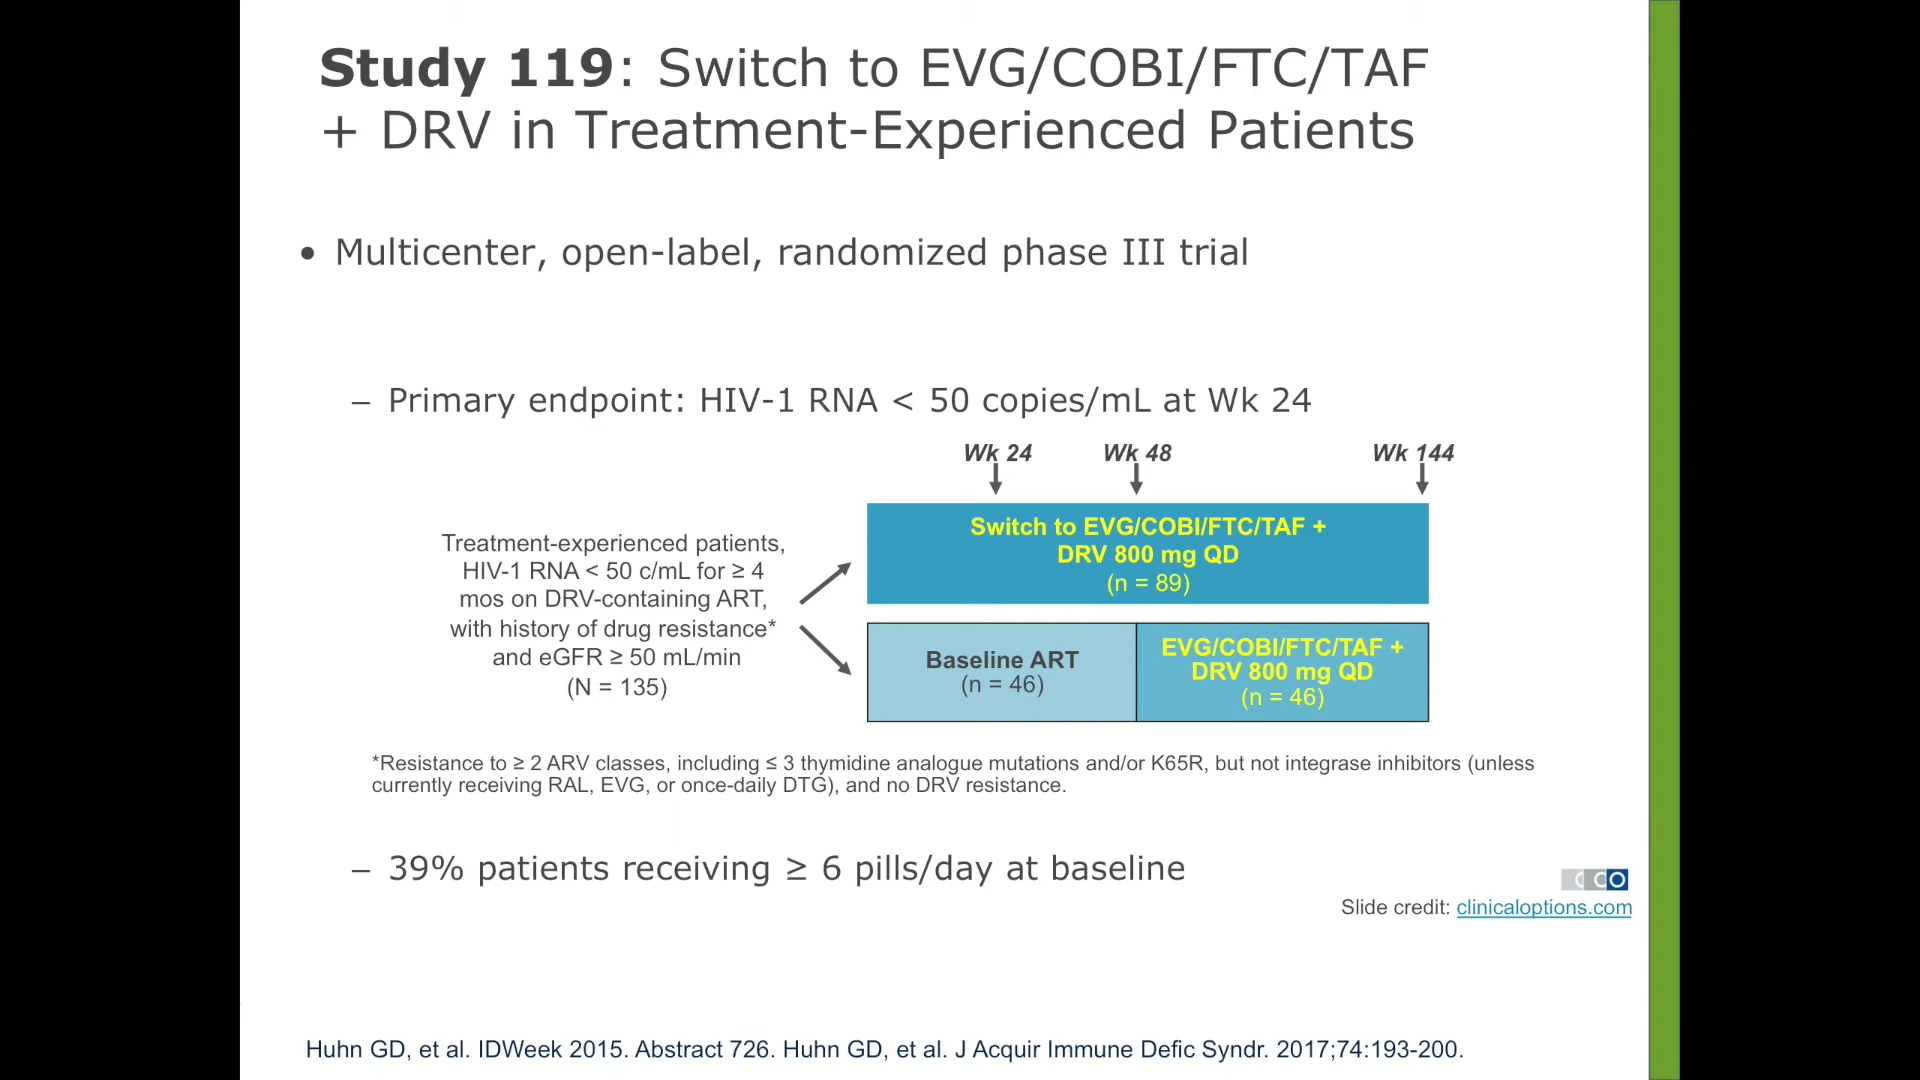 Study 119: Switch to EVG/COBI/FTC/TAF
+ DRV in Treatment-Experienced Patients
• Multicenter, open-label, randomized phase III trial
– Primary endpoint: HIV-1 RNA < 50 copies/mL at Wk 24
Wk 24
Wk 48
Wk 144
Treatment-experienced patients,
HIV-1 RNA < 50 c/mL for ≥ 4
mos on DRV-containing ART,
with history of drug resistance*
and eGFR ≥ 50 mL/min
(N = 135)
Switch to EVG/COBI/FTC/TAF +
DRV 800 mg QD
(n = 89)
Baseline ART
(n = 46)
EVG/COBI/FTC/TAF +
DRV 800 mg QD
(n = 46)
*Resistance to ≥ 2 ARV classes, including ≤ 3 thymidine analogue mutations and/or K65R, but not integrase inhibitors (unless
currently receiving RAL, EVG, or once-daily DTG), and no DRV resistance.
– 39% patients receiving ≥ 6 pills/day at baseline
CCO
Slide credit: clinicaloptions.com
Huhn GD, et al. IDWeek 2015. Abstract 726. Huhn GD, et al. J Acquir Immune Defic Syndr. 2017;74:193-200.